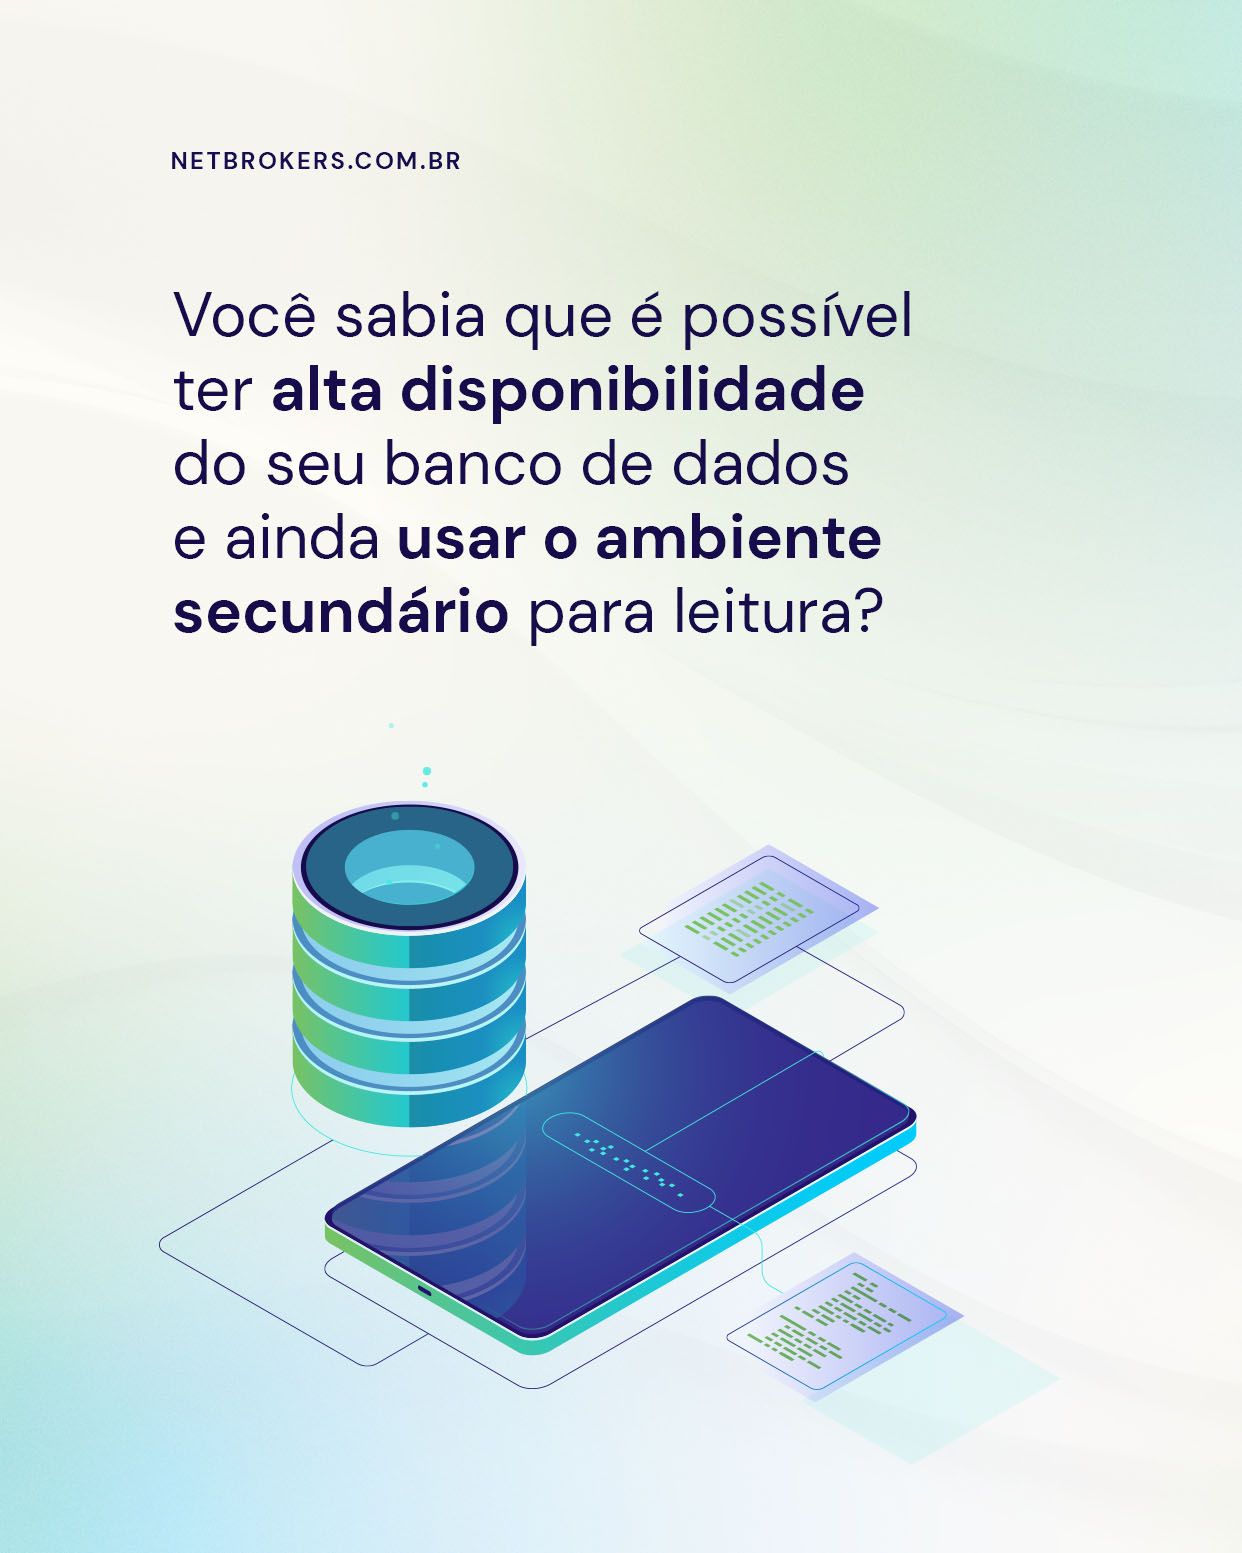 NETBROKERS.COM.BR
Você sabia que é possível
ter alta disponibilidade
do seu banco de dados
e ainda usar o ambiente
secundário para leitura?